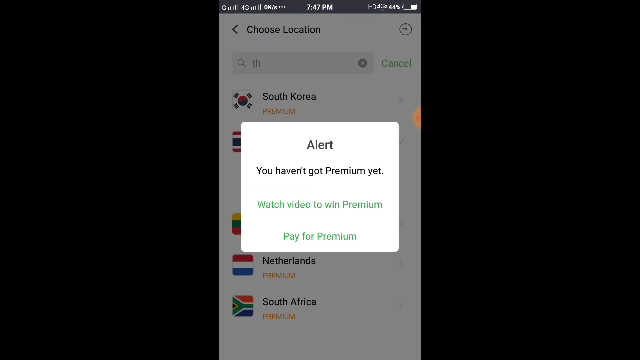 7:47 PM
44%
Choose Location
th
Cancel
South Korea
PREMIUM
Alert
You haven't got Premium yet.
Watch video to win Premium
Pay for Premium
Netherlands
PREMIUM
South Africa
PREMIUM